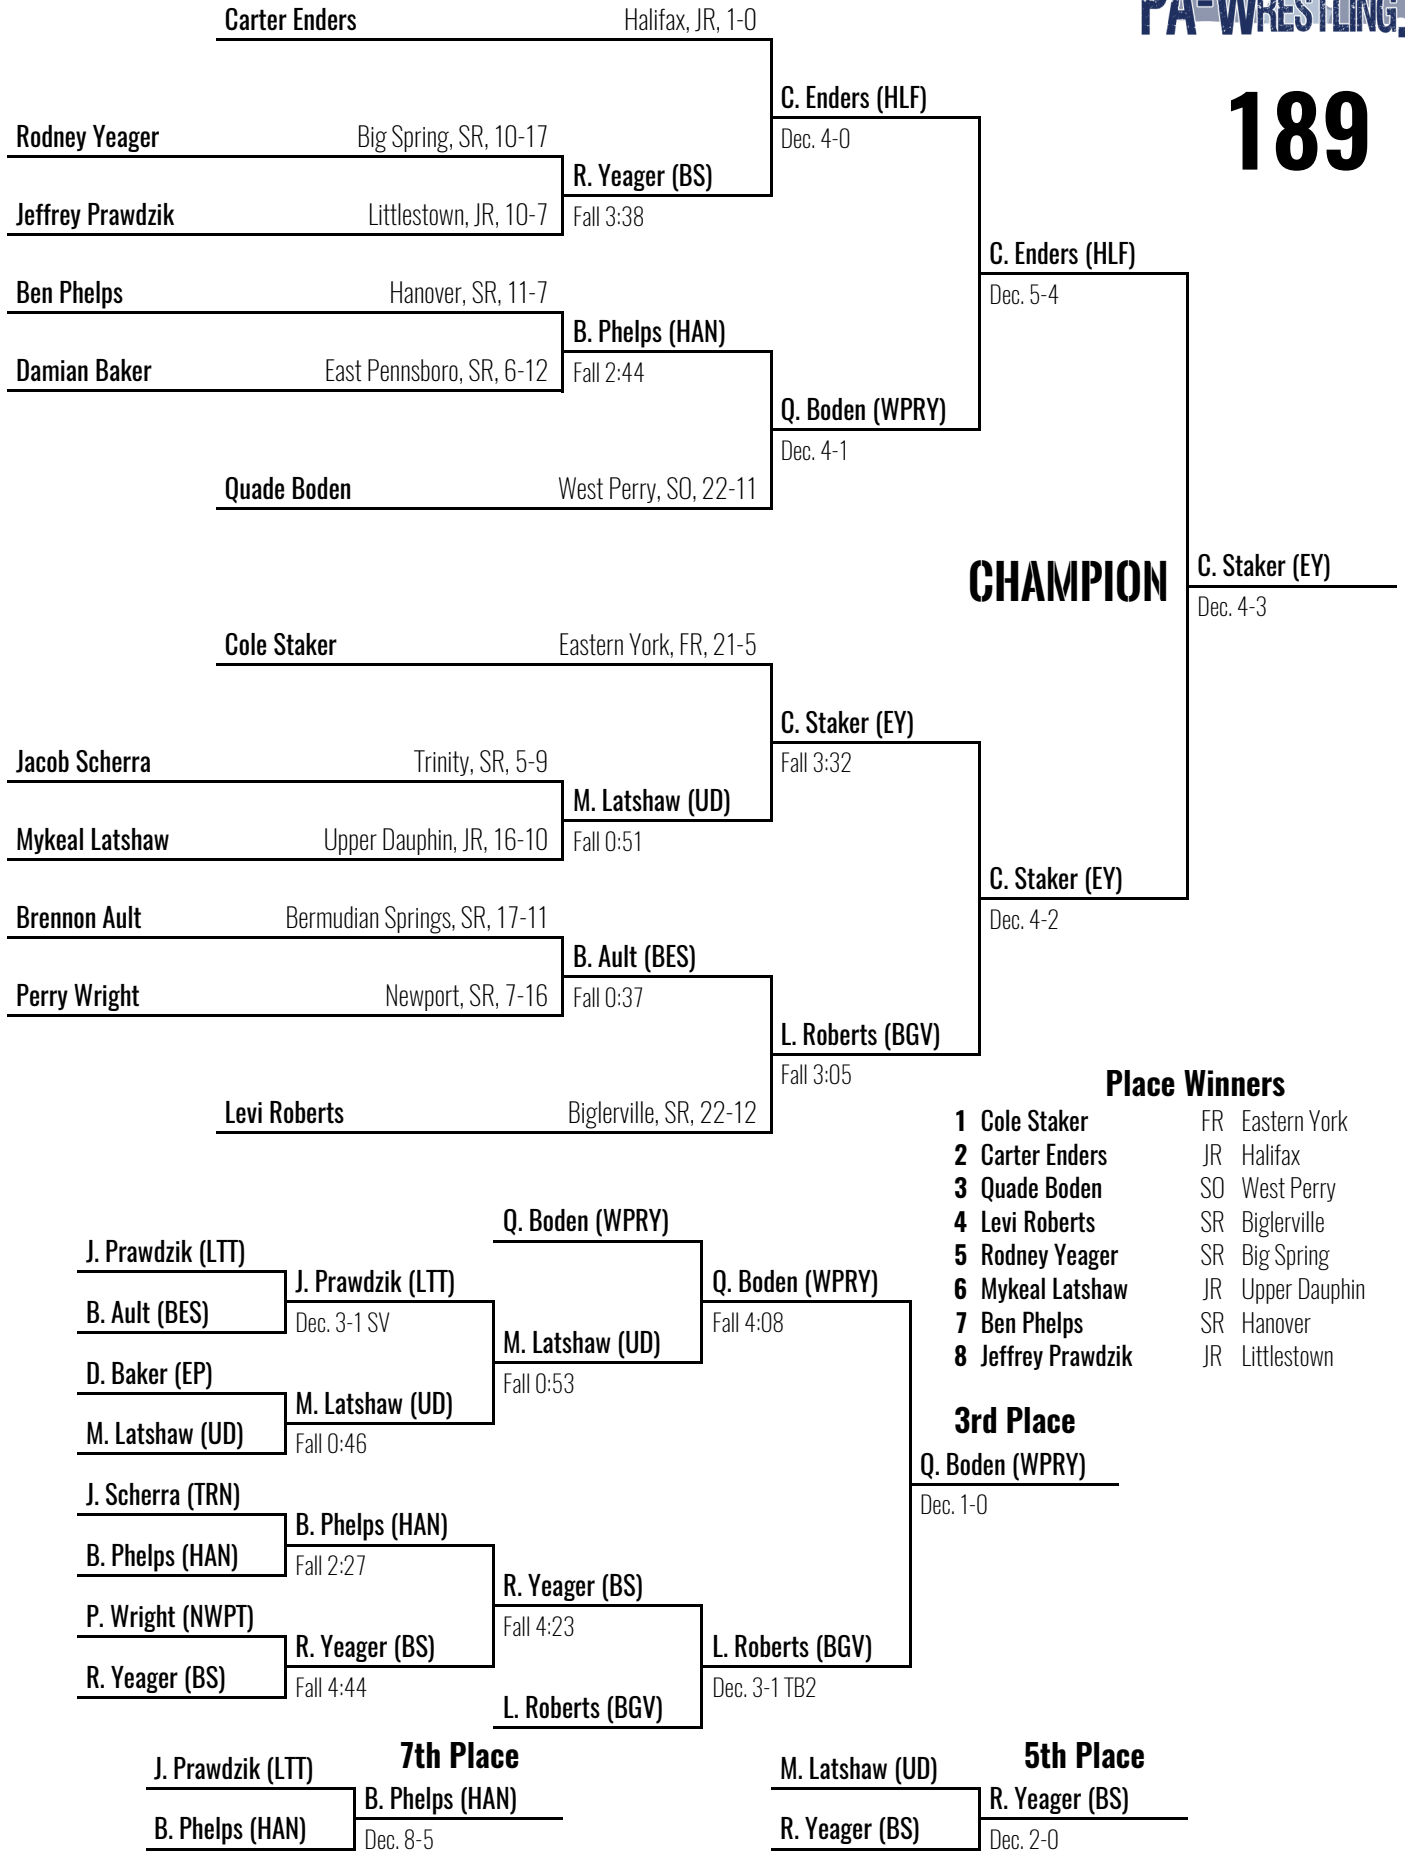 Carter Enders Halifax, JR, 1-0
PA-WRESTLING.
189
C. Enders (HLF)
Dec. 4-0
Rodney Yeager Big Spring, SR, 10-17
R. Yeager (BS)
Fall 3:38
Jeffrey Prawdzik Littlestown, JR, 10-7
C. Enders (HLF)
Dec. 5-4
Ben Phelps Hanover, SR, 11-7
B. Phelps (HAN)
Fall 2:44
Damian Baker East Pennsboro, SR, 6-12
Q. Boden (WPRY)
Dec. 4-1
Quade Boden West Perry, SO, 22-11
CHAMPION
C. Staker (EY)
Dec. 4-3
Cole Staker Eastern York, FR, 21-5
C. Staker (EY)
Fall 3:32
Jacob Scherra Trinity, SR, 5-9
M. Latshaw (UD)
Fall 0:51
Mykeal Latshaw Upper Dauphin, JR, 16-10
C. Staker (EY)
Dec. 4-2
Brennon Ault Bermudian Springs, SR, 17-11
B. Ault (BES)
Fall 0:37
Perry Wright Newport, SR, 7-16
L. Roberts (BGV)
Fall 3:05
Levi Roberts Biglerville, SR, 22-12
Place Winners
1 Cole Staker FR Eastern York
2 Carter Enders JR Halifax
3 Quade Boden SO West Perry
4 Levi Roberts SR Biglerville
5 Rodney Yeager SR Big Spring
6 Mykeal Latshaw JR Upper Dauphin
7 Ben Phelps SR Hanover
8 Jeffrey Prawdzik JR Littlestown
Q. Boden (WPRY)
J. Prawdzik (LTT)
J. Prawdzik (LTT)
Dec. 3-1 SV
B. Ault (BES)
Q. Boden (WPRY)
Fall 4:08
M. Latshaw (UD)
Fall 0:53
D. Baker (EP)
M. Latshaw (UD)
Fall 0:46
M. Latshaw (UD)
3rd Place
Q. Boden (WPRY)
Dec. 1-0
J. Scherra (TRN)
B. Phelps (HAN)
Fall 2:27
B. Phelps (HAN)
R. Yeager (BS)
Fall 4:23
P. Wright (NWPT)
R. Yeager (BS)
Fall 4:44
R. Yeager (BS)
L. Roberts (BGV)
Dec. 3-1 TB2
L. Roberts (BGV)
7th Place
J. Prawdzik (LTT)
B. Phelps (HAN)
B. Phelps (HAN)
Dec. 8-5
5th Place
M. Latshaw (UD)
R. Yeager (BS)
R. Yeager (BS)
Dec. 2-0